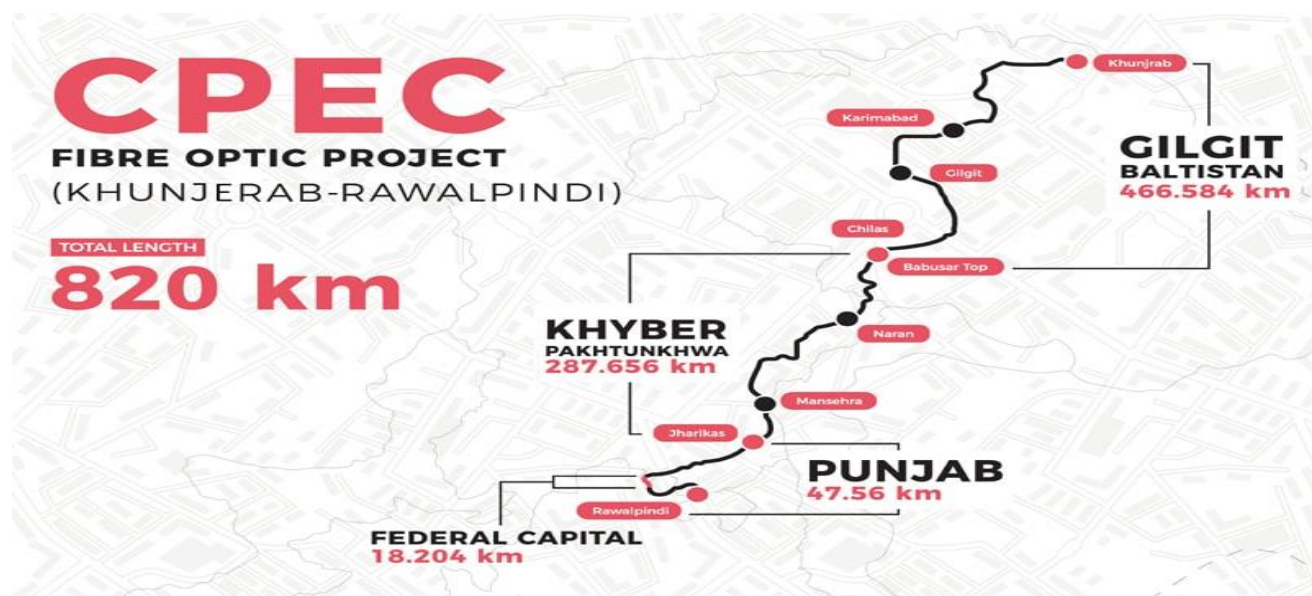 CPEC
FIBRE OPTIC PROJECT
(KHUNJERAB-RAWALPINDI)
TOTAL LENGTH
820 km
Khunjrab
Karimabad
Gilgit
GILGIT
BALTISTAN
466.584 km
Chilas
Babusar Top
Naran
KHYBER
PAKHTUNKHWA
287.656 km
Mansehra
Jharikas
PUNJAB
47.56 km
Rawalpindi
FEDERAL CAPITAL
18.204 km